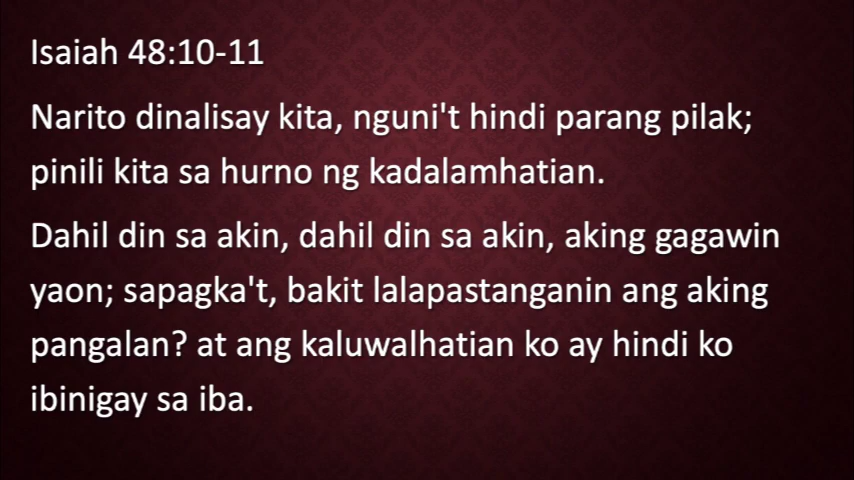 Isaiah 48:10-11
Narito dinalisay kita, nguni't hindi parang pilak;
pinili kita sa hurno ng kadalamhatian.
Dahil din sa akin, dahil din sa akin, aking gagawin
yaon; sapagka't, bakit lalapastanganin ang aking
pangalan? at ang kaluwalhatian ko ay hindi ko
ibinigay sa iba.